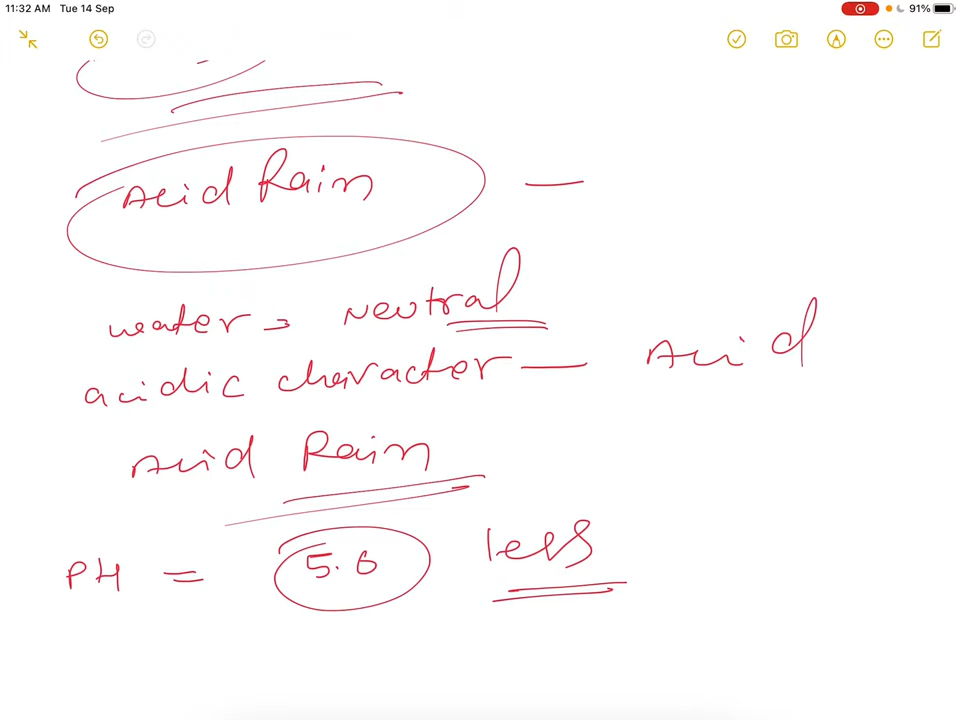 11:32 AM Tue 14 Sep 91%
Acid Rain —
water = Neutral
acidic character — Acid
Acid Rain
PH = 5.6 less